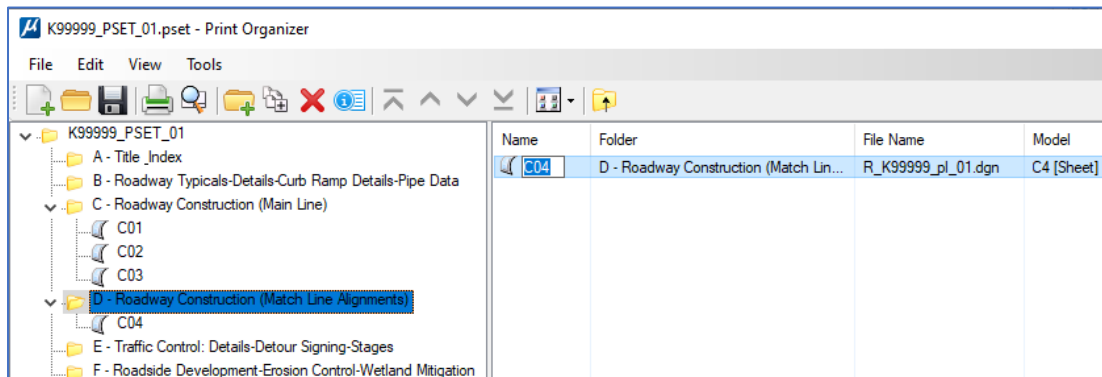 K99999_PSET_01.pset - Print Organizer
File Edit View Tools
K99999_PSET_01
A - Title_Index
B - Roadway Typicals-Details-Curb Ramp Details-Pipe Data
C - Roadway Construction (Main Line)
C01
C02
C03
D - Roadway Construction (Match Line Alignments)
C04
E - Traffic Control: Details-Detour Signing-Stages
F - Roadside Development-Erosion Control-Wetland Mitigation
Name Folder File Name Model
C04 D - Roadway Construction (Match Lin... R_K99999_pl_01.dgn C4 [Sheet]